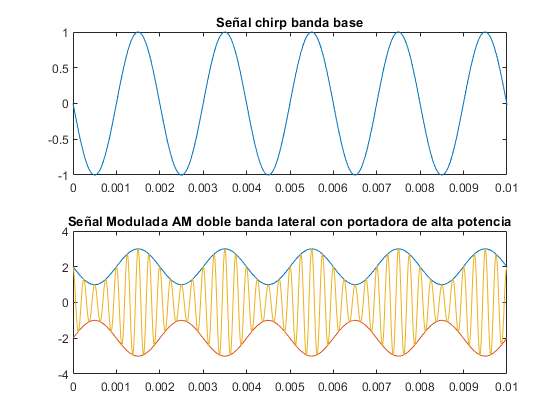 Señal chirp banda base
1
0.5
0
-0.5
-1
0 0.001 0.002 0.003 0.004 0.005 0.006 0.007 0.008 0.009 0.01
Señal Modulada AM doble banda lateral con portadora de alta potencia
4
2
0
-2
-4
0 0.001 0.002 0.003 0.004 0.005 0.006 0.007 0.008 0.009 0.01